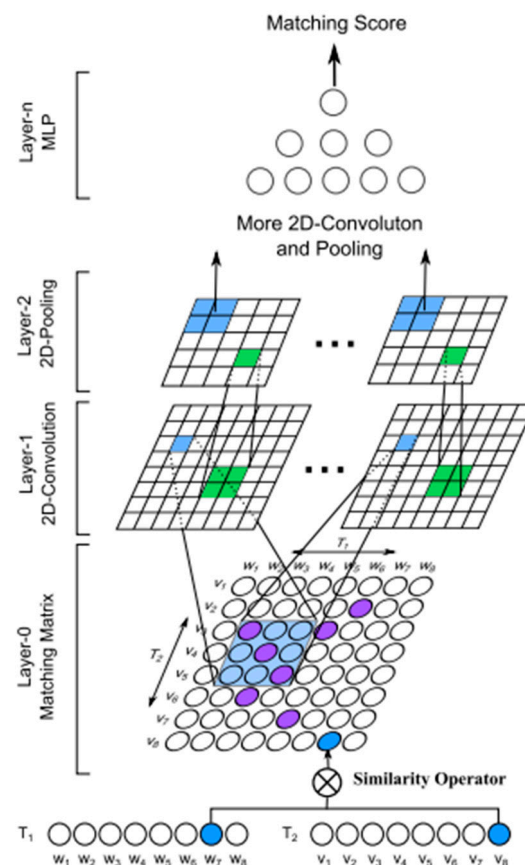 Matching Score
Layer-n
MLP
More 2D-Convoluton
and Pooling
Layer-2
2D-Pooling
...
...
Layer-1
2D-Convolution
...
...
Layer-0
Matching Matrix
T1
w1 w2 w3 w4 w5 w6 w7 w8
T2
v1
v2
v3
v4
v5
v6
v7
v8
Similarity Operator
T1 T2
w1 w2 w3 w4 w5 w6 w7 w8 v1 v2 v3 v4 v5 v6 v7 v8